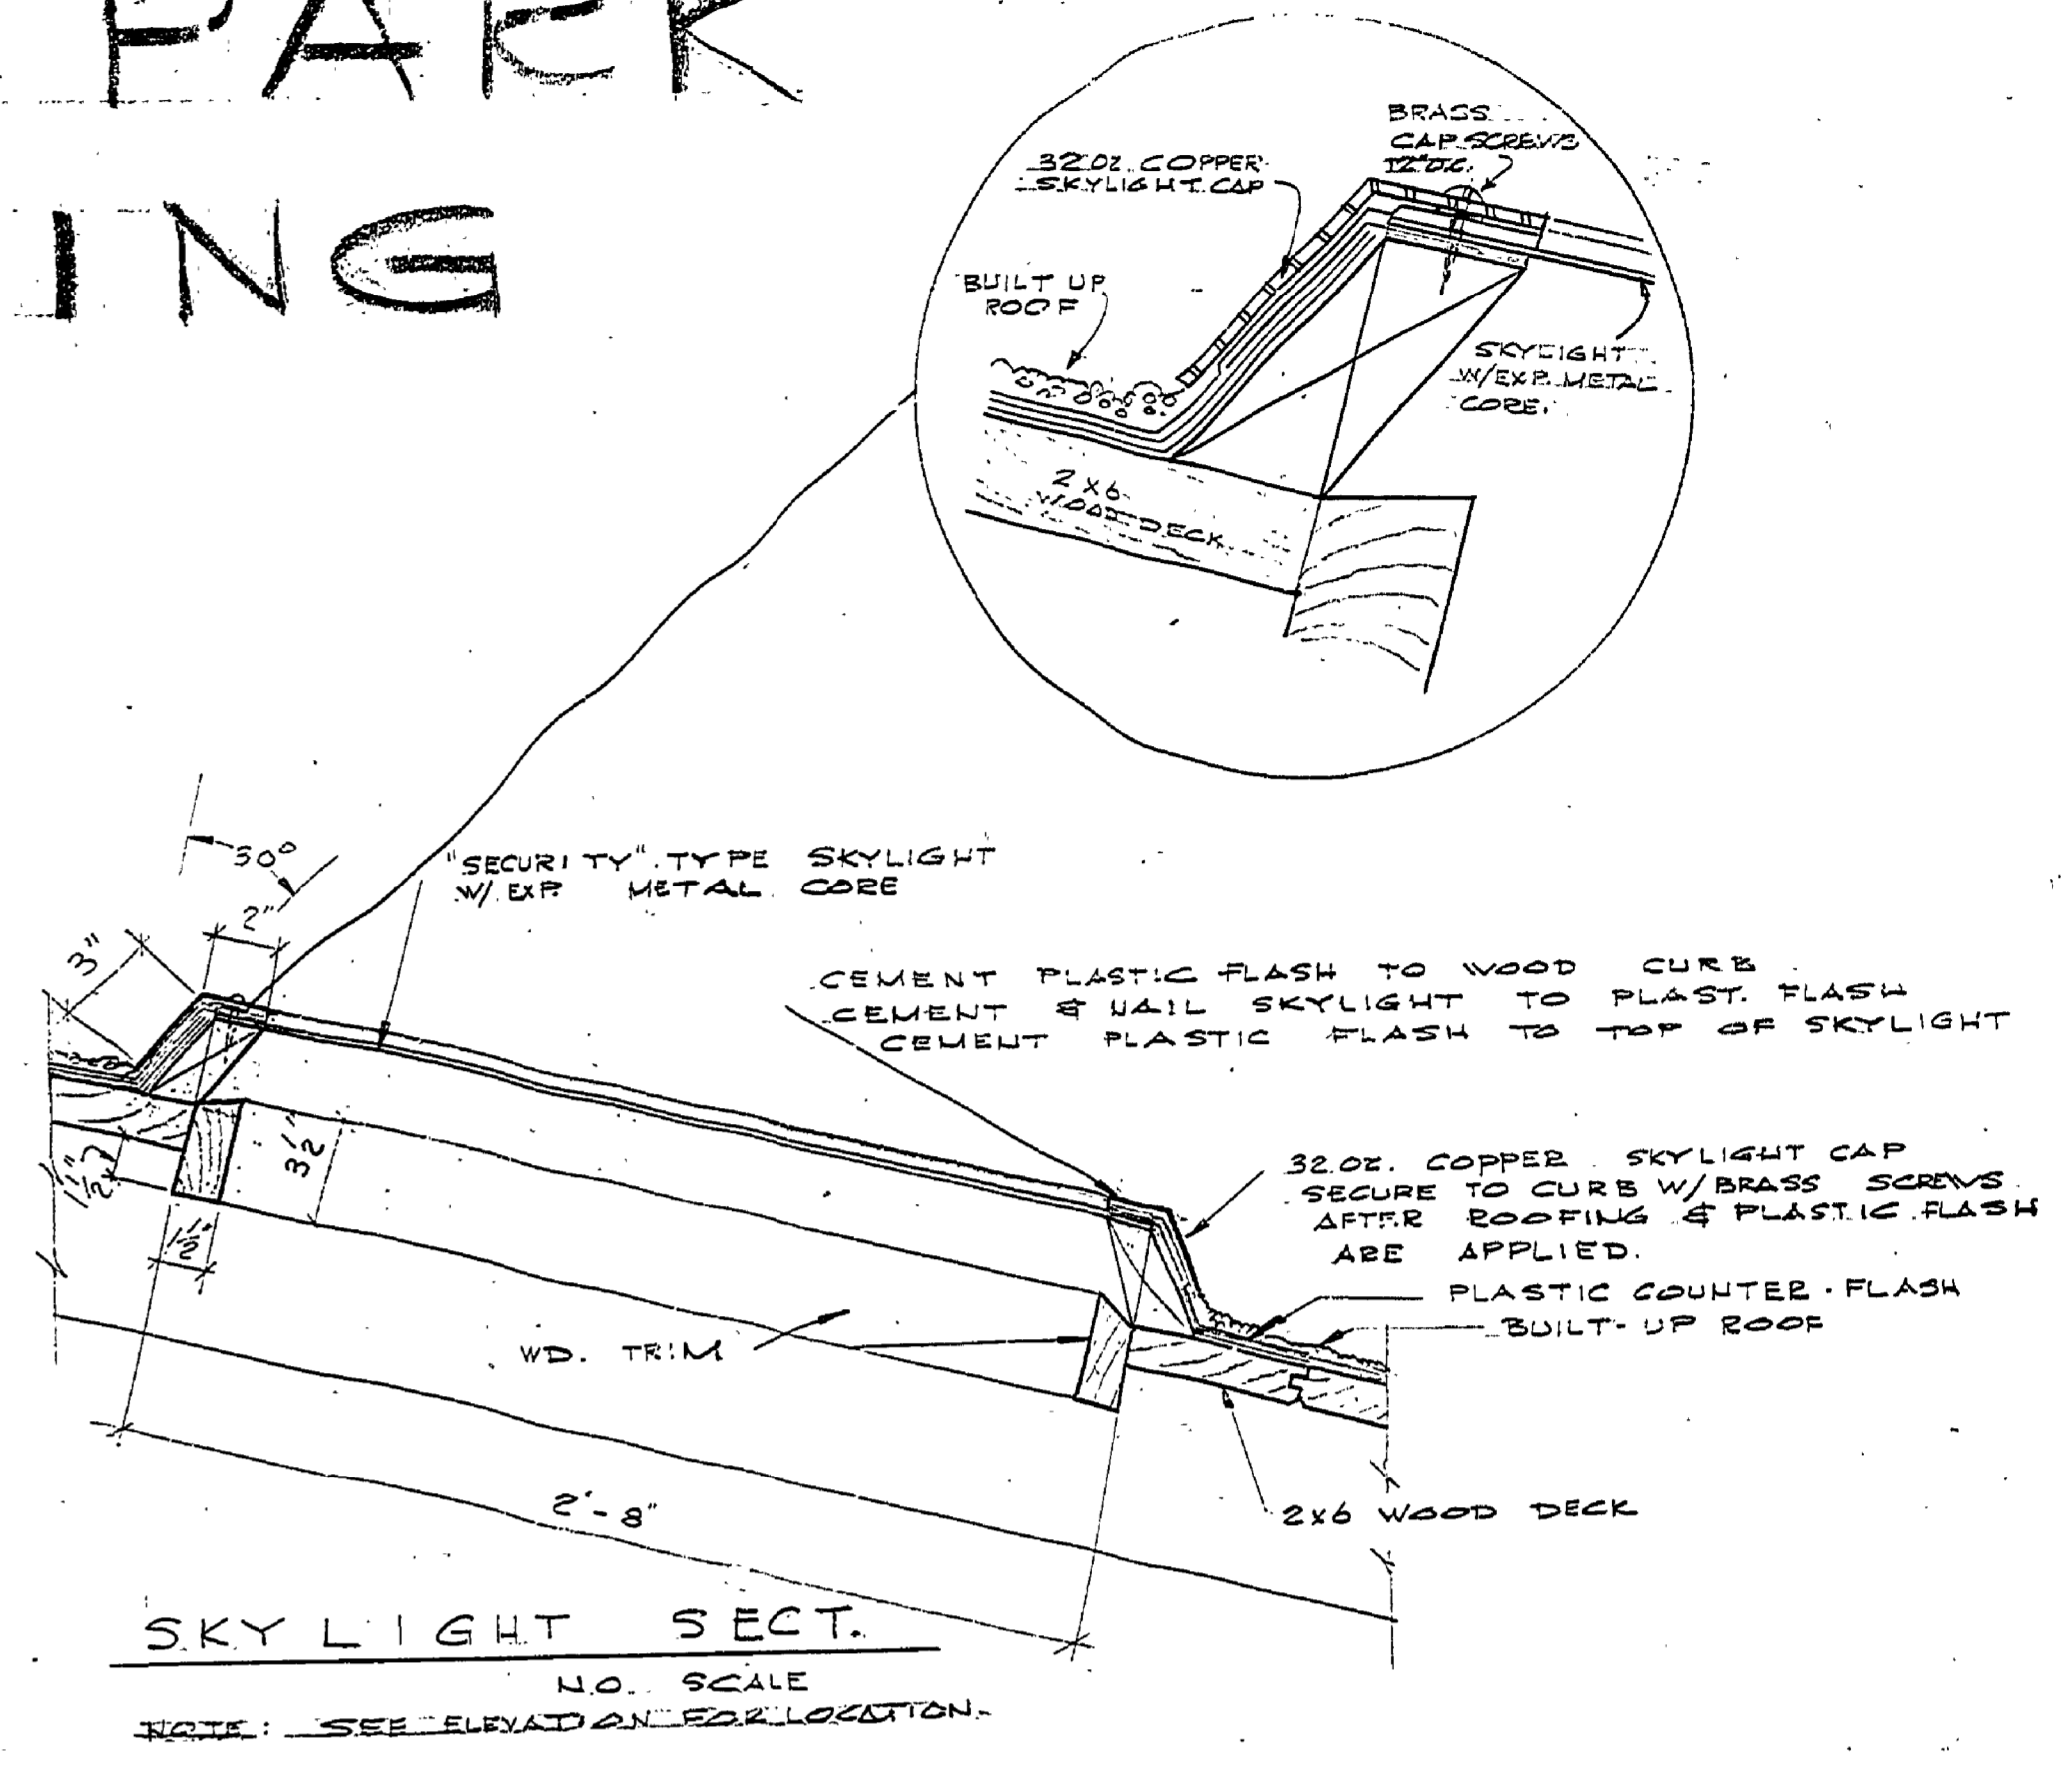 PARK
ING
BRASS
CAP SCREWS
12" O.C.
32 OZ. COPPER
SKYLIGHT CAP
BUILT UP
ROOF
SKYLIGHT
W/EXP. METAL
CORE.
2 X 6
WOOD DECK
30°
"SECURITY" TYPE SKYLIGHT
W/ EXP. METAL CORE
2"
3"
CEMENT PLASTIC FLASH TO WOOD CURB
CEMENT & NAIL SKYLIGHT TO PLAST. FLASH
CEMENT PLASTIC FLASH TO TOP OF SKYLIGHT
3 1/2"
1 1/2"
1 1/2"
32 OZ. COPPER SKYLIGHT CAP
SECURE TO CURB W/BRASS SCREWS
AFTER ROOFING & PLASTIC FLASH
ARE APPLIED.
PLASTIC COUNTER-FLASH
BUILT-UP ROOF
WD. TRIM
2'-8"
2x6 WOOD DECK
SKYLIGHT SECT.
NO SCALE
NOTE: SEE ELEVATION FOR LOCATION.